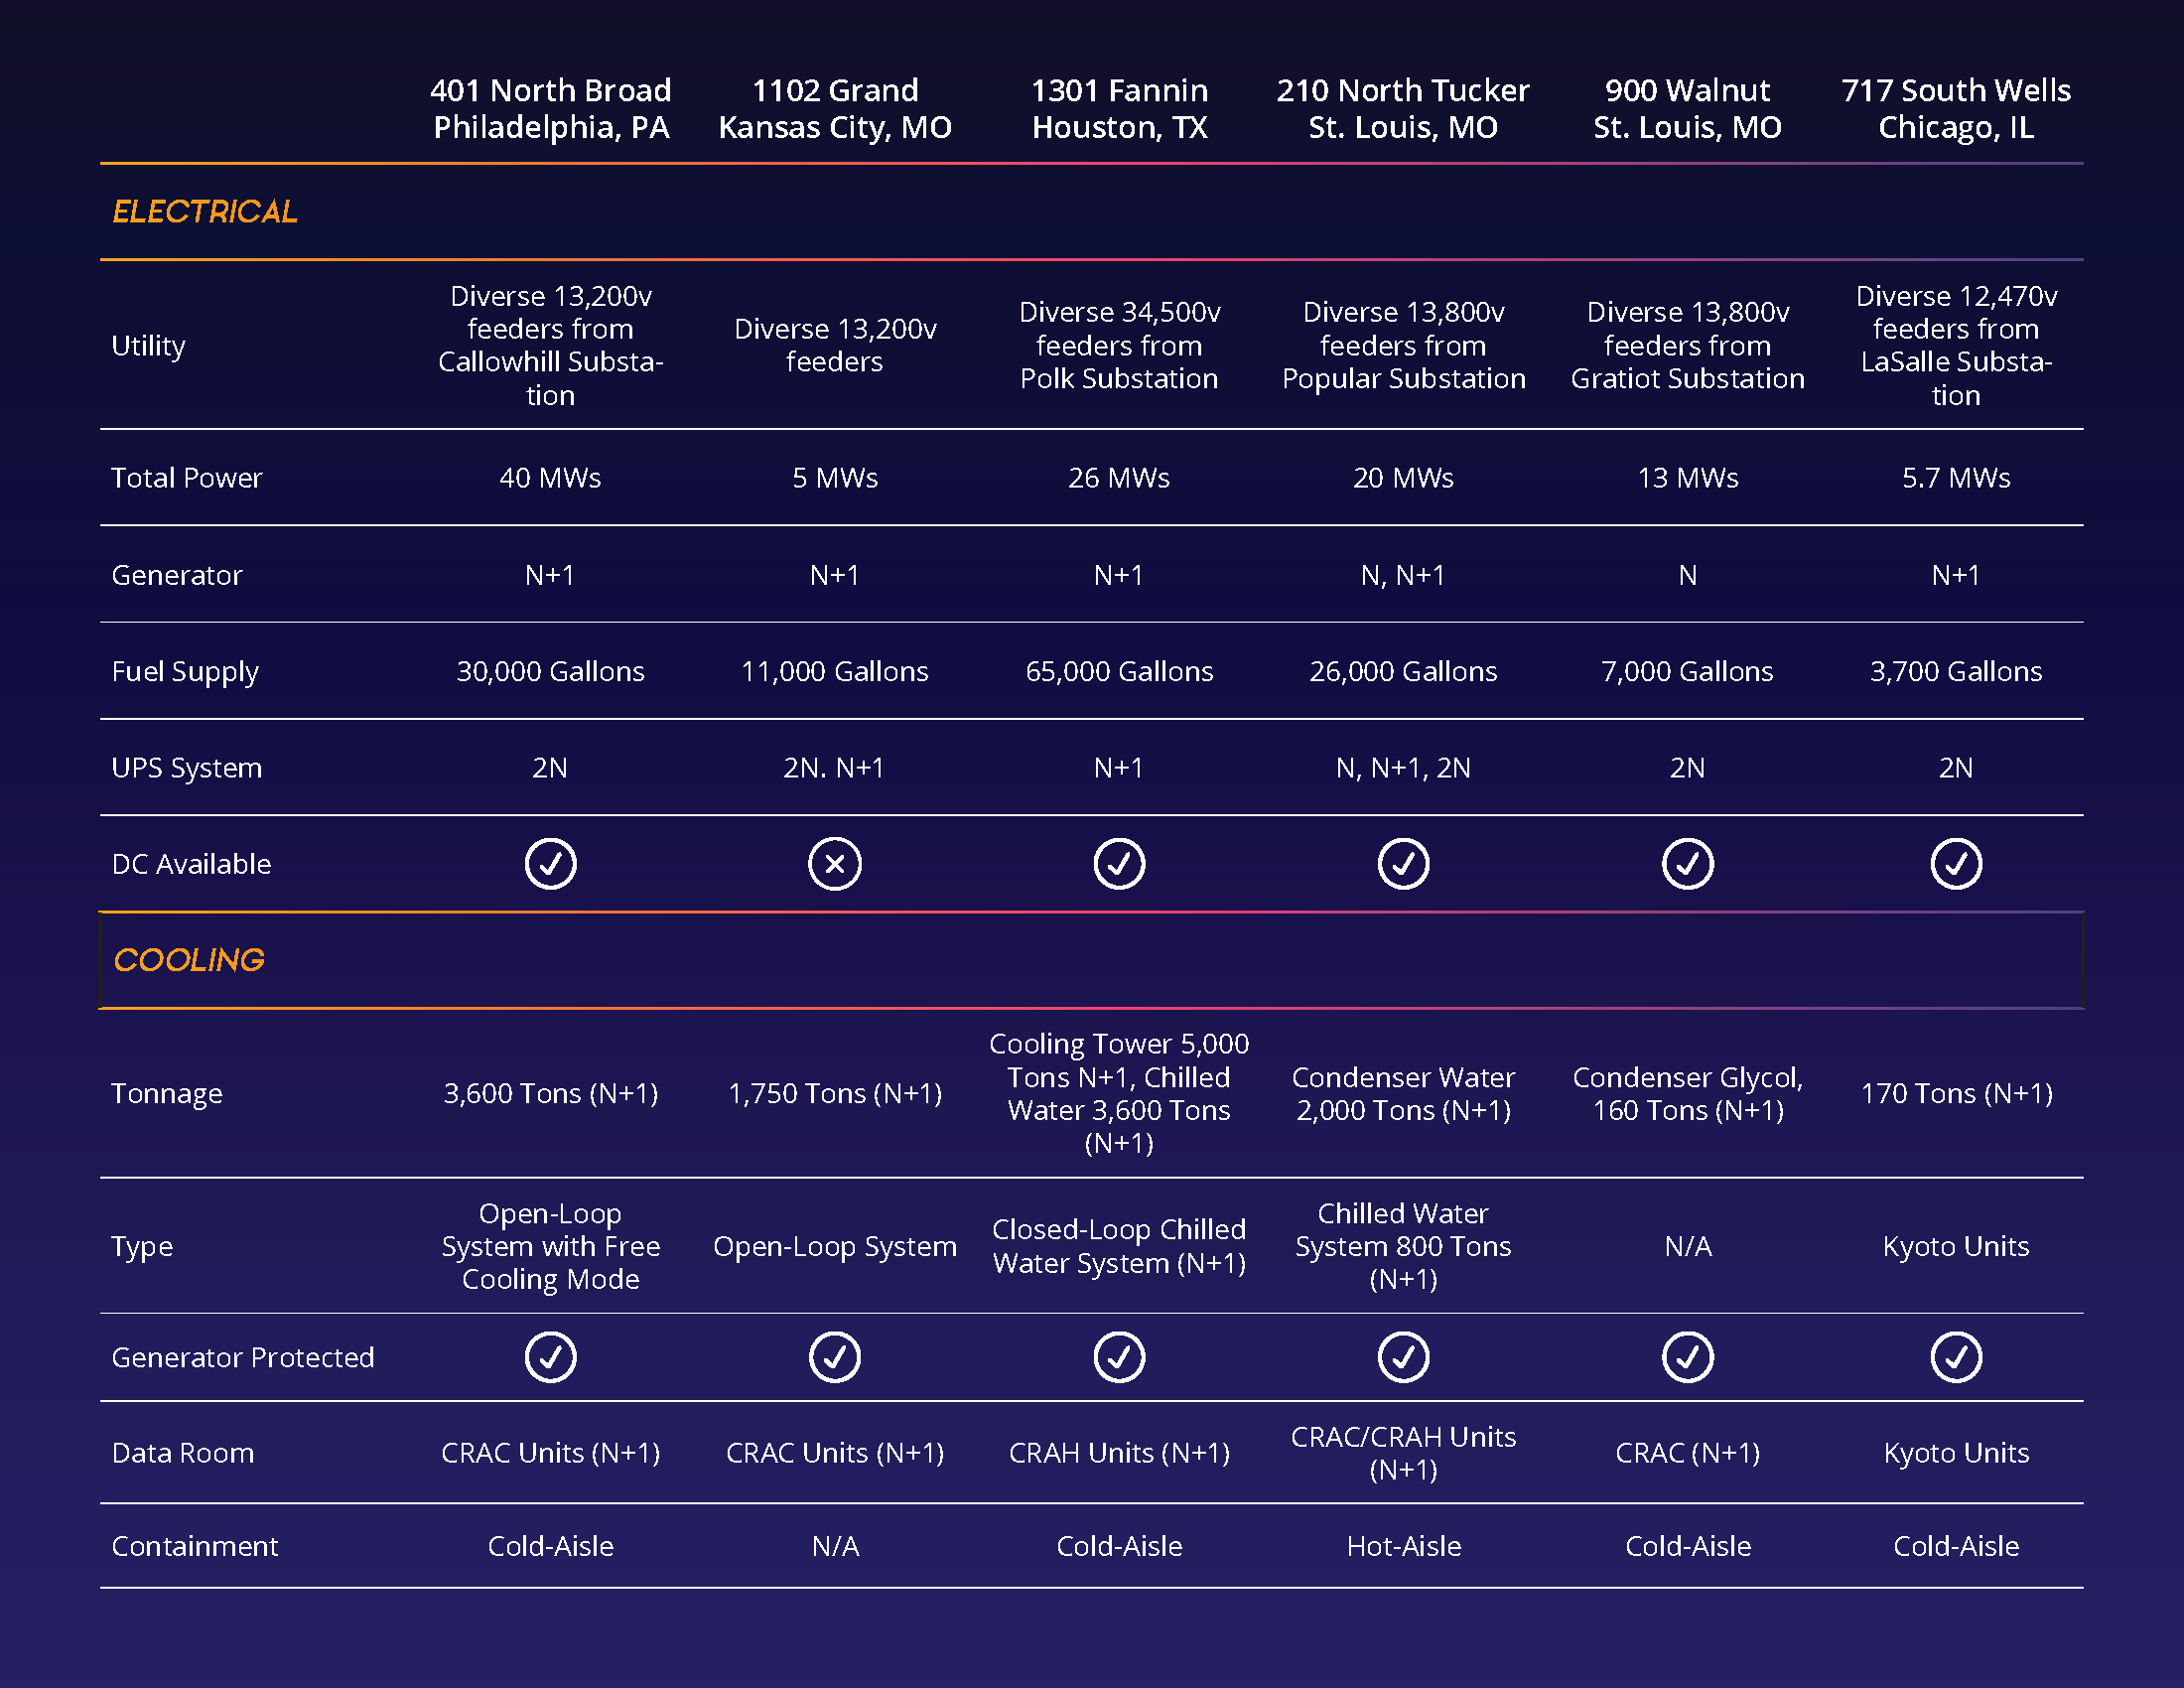 401 North Broad
Philadelphia, PA
1102 Grand
Kansas City, MO
1301 Fannin
Houston, TX
210 North Tucker
St. Louis, MO
900 Walnut
St. Louis, MO
717 South Wells
Chicago, IL
ELECTRICAL
Utility
Diverse 13,200v
feeders from
Callowhill Substa-
tion
Diverse 13,200v
feeders
Diverse 34,500v
feeders from
Polk Substation
Diverse 13,800v
feeders from
Popular Substation
Diverse 13,800v
feeders from
Gratiot Substation
Diverse 12,470v
feeders from
LaSalle Substa-
tion
Total Power
40 MWs
5 MWs
26 MWs
20 MWs
13 MWs
5.7 MWs
Generator
N+1
N+1
N+1
N, N+1
N
N+1
Fuel Supply
30,000 Gallons
11,000 Gallons
65,000 Gallons
26,000 Gallons
7,000 Gallons
3,700 Gallons
UPS System
2N
2N. N+1
N+1
N, N+1, 2N
2N
2N
DC Available
COOLING
Tonnage
3,600 Tons (N+1)
1,750 Tons (N+1)
Cooling Tower 5,000
Tons N+1, Chilled
Water 3,600 Tons
(N+1)
Condenser Water
2,000 Tons (N+1)
Condenser Glycol,
160 Tons (N+1)
170 Tons (N+1)
Type
Open-Loop
System with Free
Cooling Mode
Open-Loop System
Closed-Loop Chilled
Water System (N+1)
Chilled Water
System 800 Tons
(N+1)
N/A
Kyoto Units
Generator Protected
Data Room
CRAC Units (N+1)
CRAC Units (N+1)
CRAH Units (N+1)
CRAC/CRAH Units
(N+1)
CRAC (N+1)
Kyoto Units
Containment
Cold-Aisle
N/A
Cold-Aisle
Hot-Aisle
Cold-Aisle
Cold-Aisle